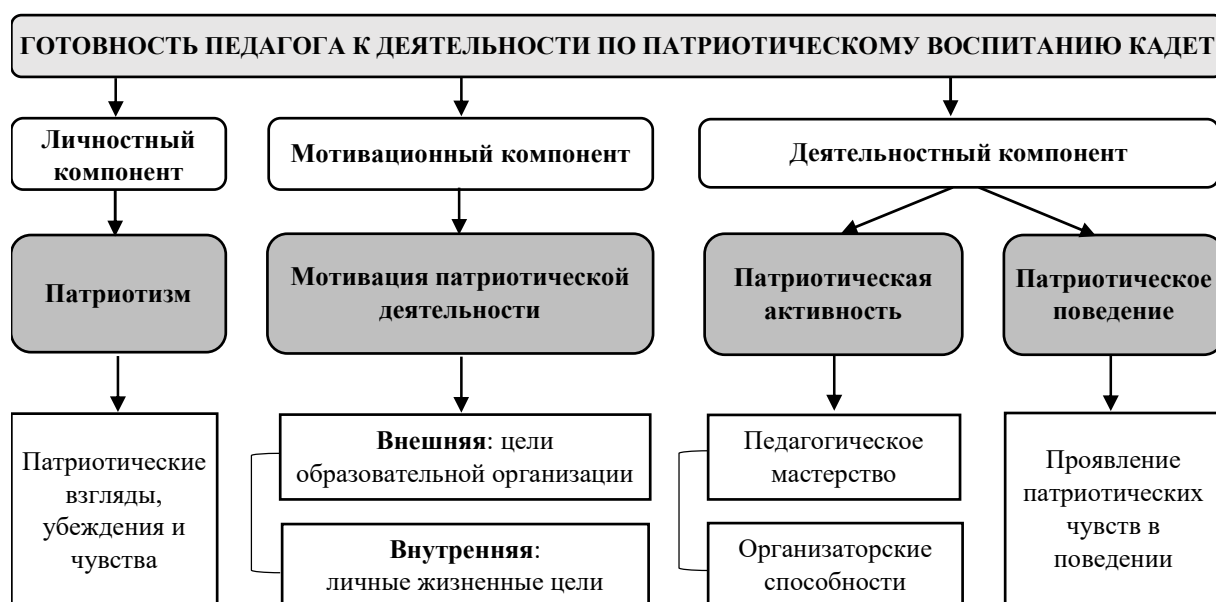 ГОТОВНОСТЬ ПЕДАГОГА К ДЕЯТЕЛЬНОСТИ ПО ПАТРИОТИЧЕСКОМУ ВОСПИТАНИЮ КАДЕТ
Личностный
компонент
Мотивационный компонент
Деятельностный компонент
Патриотизм
Мотивация патриотической
деятельности
Патриотическая
активность
Патриотическое
поведение
Патриотические
взгляды,
убеждения и
чувства
Внешняя: цели
образовательной организации
Внутренняя:
личные жизненные цели
Педагогическое
мастерство
Организаторские
способности
Проявление
патриотических
чувств в
поведении